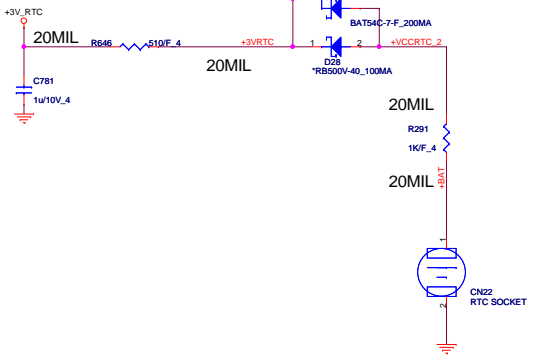 +3V_RTC
BAT54C-7-F_200MA
20MIL
R646
510/F_4
+3VRTC
1
2
+VCCRTC_2
20MIL
D28
*RB500V-40_100MA
C781
1u/10V_4
20MIL
R291
1K/F_4
20MIL
+BAT
1
CN22
RTC SOCKET
2